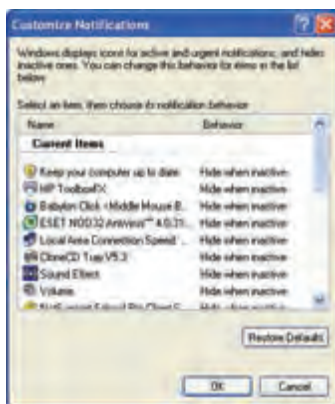 Customize Notifications
Windows displays icons for active and urgent notifications, and hides
inactive ones. You can change this behavior for items in the list
below.
Select an item, then choose its notification behavior:
Name Behavior
Current Items
Keep your computer up to date Hide when inactive
HP ToolboxFX Hide when inactive
Babylon Click <Middle Mouse B... Hide when inactive
ESET NOD32 Antivirus™ 4.0.31... Hide when inactive
Local Area Connection Speed ... Hide when inactive
CloneCD Tray V5.3 Hide when inactive
Sound Effect Hide when inactive
Volume Hide when inactive
Restore Defaults
OK Cancel